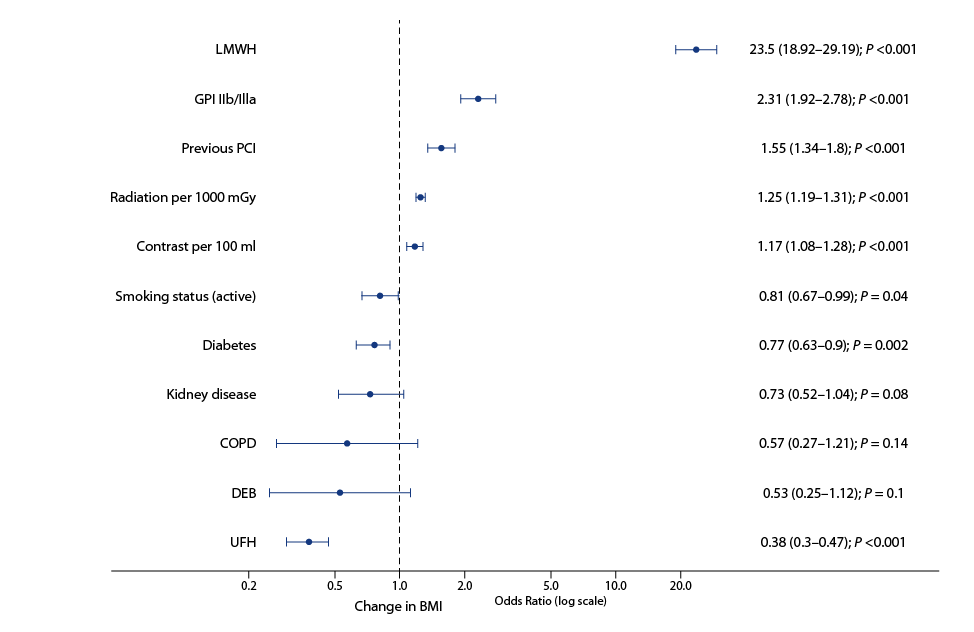 LMWH 23.5 (18.92–29.19); P <0.001
GPI IIb/IIIa 2.31 (1.92–2.78); P <0.001
Previous PCI 1.55 (1.34–1.8); P <0.001
Radiation per 1000 mGy 1.25 (1.19–1.31); P <0.001
Contrast per 100 ml 1.17 (1.08–1.28); P <0.001
Smoking status (active) 0.81 (0.67–0.99); P = 0.04
Diabetes 0.77 (0.63–0.9); P = 0.002
Kidney disease 0.73 (0.52–1.04); P = 0.08
COPD 0.57 (0.27–1.21); P = 0.14
DEB 0.53 (0.25–1.12); P = 0.1
UFH 0.38 (0.3–0.47); P <0.001
0.2 0.5 1.0 2.0 5.0 10.0 20.0
Change in BMI Odds Ratio (log scale)